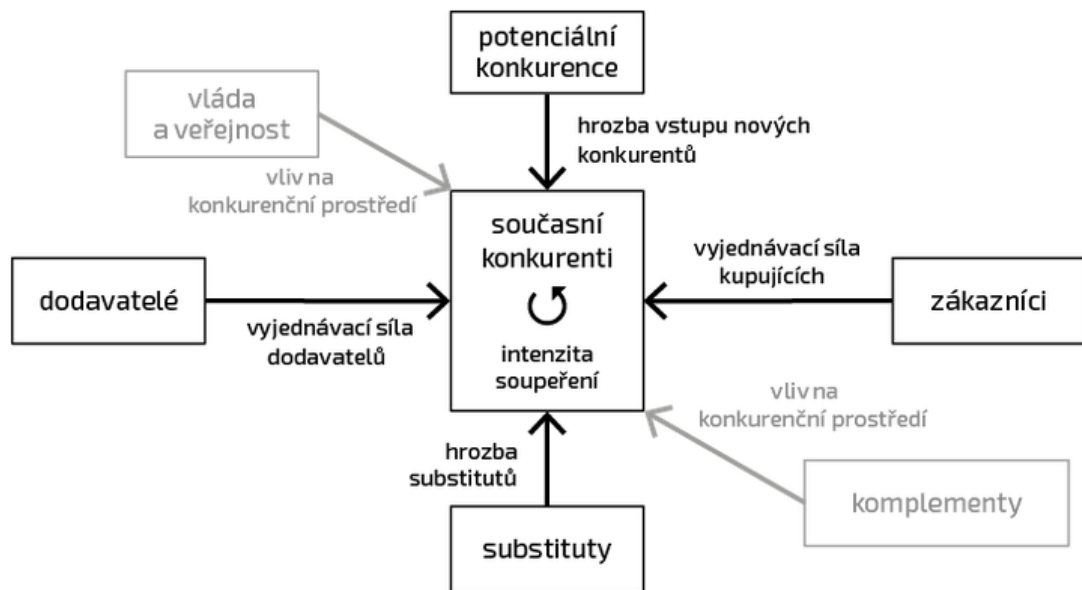 potenciální
konkurence
vláda
a veřejnost
hrozba vstupu nových
konkurentů
vliv na
konkurenční prostředí
současní
konkurenti
intenzita
soupeření
vyjednávací síla
kupujících
dodavatelé
zákazníci
vyjednávací síla
dodavatelů
vliv na
konkurenční prostředí
hrozba
substitutů
komplementy
substituty